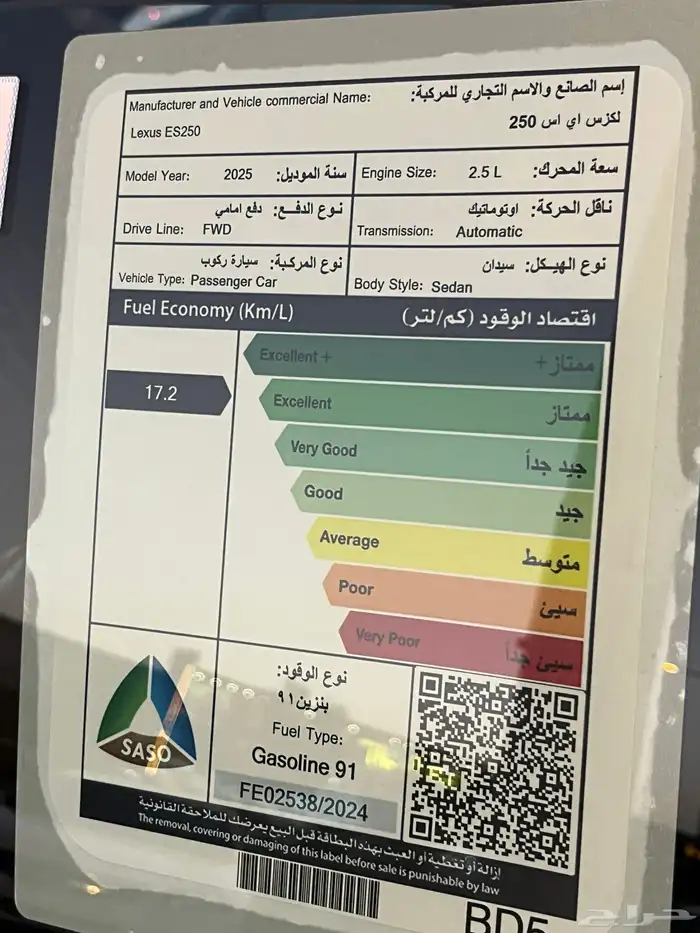 Manufacturer and Vehicle commercial Name: إسم الصانع والاسم التجاري للمركبة:
Lexus ES250 لكزس اي اس 250
Model Year: 2025 سنة الموديل:
Engine Size: 2.5 L سعة المحرك:
نوع الدفـع: دفع امامي
Drive Line: FWD
ناقل الحركة: اوتوماتيك
Transmission: Automatic
نوع المركبة: سيارة ركوب
Vehicle Type: Passenger Car
نوع الهيـكل: سيدان
Body Style: Sedan
Fuel Economy (Km/L) اقتصاد الوقود (كم/لتر)
Excellent + ممتاز+
17.2
Excellent ممتاز
Very Good جيد جداً
Good جيد
Average متوسط
Poor سيئ
Very Poor سيئ جداً
SASO
نوع الوقود:
بنزين ٩١
Fuel Type:
Gasoline 91
FE02538/2024
إزالة أو تغطية أو العبث بهذه البطاقة قبل البيع يعرضك للملاحقة القانونية
The removal, covering or damaging of this label before sale is punishable by law
BD5
حراج